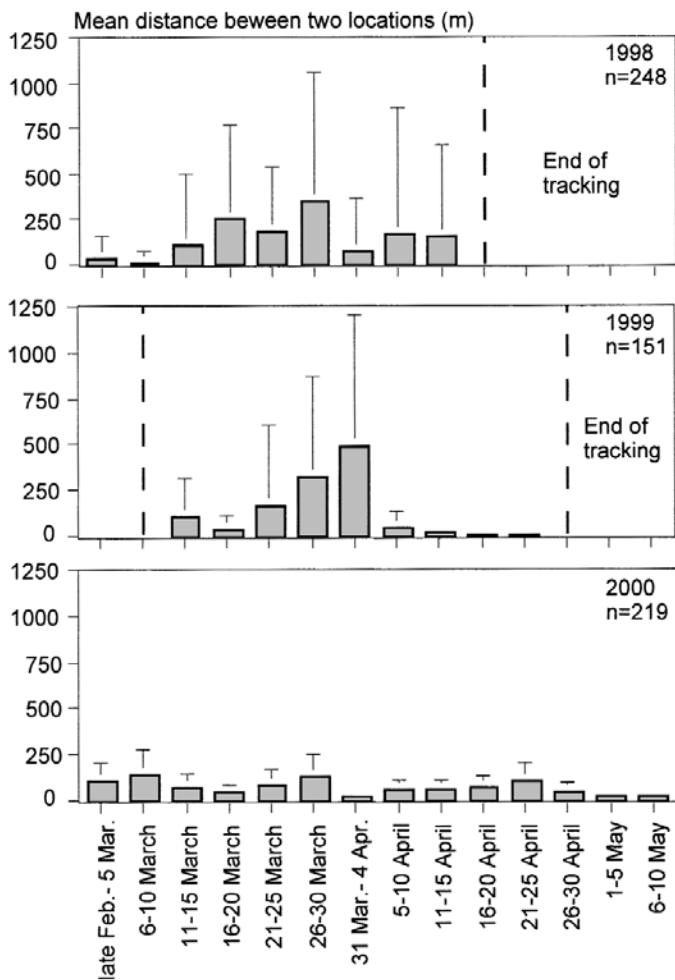 Mean distance beween two locations (m)
1250
1000
750
500
250
0
1998
n=248
End of
tracking
1250
1000
750
500
250
0
1999
n=151
End of
tracking
1250
1000
750
500
250
0
2000
n=219
late Feb.- 5 Mar.
6-10 March
11-15 March
16-20 March
21-25 March
26-30 March
31 Mar.- 4 Apr.
5-10 April
11-15 April
16-20 April
21-25 April
26-30 April
1-5 May
6-10 May